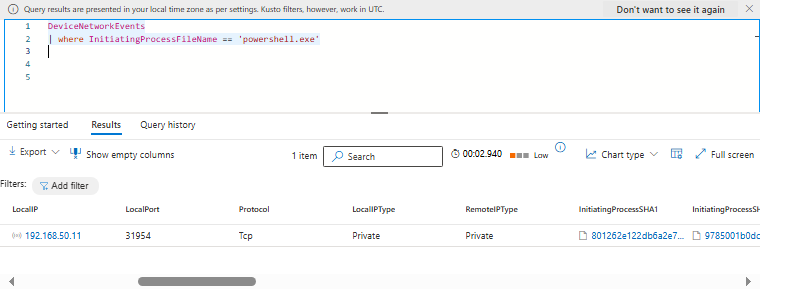 Query results are presented in your local time zone as per settings. Kusto filters, however, work in UTC. Don't want to see it again
1 DeviceNetworkEvents
2 | where InitiatingProcessFileName == 'powershell.exe'
3
4
5
Getting started Results Query history
Export Show empty columns 1 item Search 00:02.940 Low Chart type Full screen
Filters: Add filter
LocalIP LocalPort Protocol LocalIPType RemoteIPType InitiatingProcessSHA1 InitiatingProcessSH
192.168.50.11 31954 Tcp Private Private 801262e122db6a2e7... 9785001b0dc